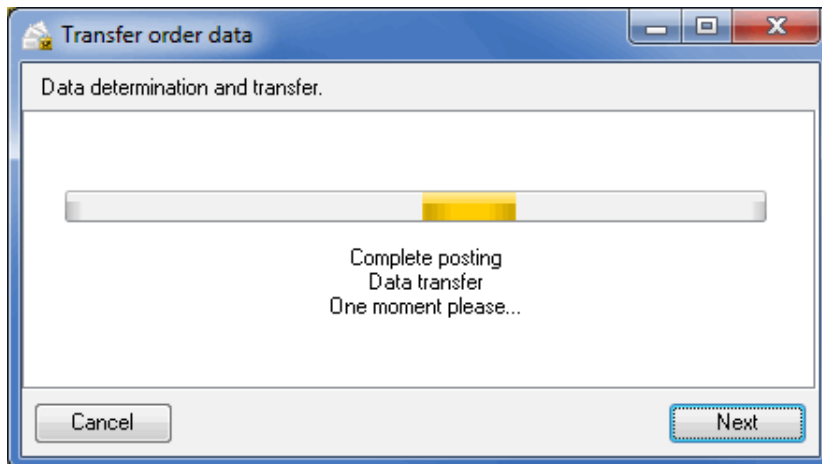 Transfer order data
Data determination and transfer.
Complete posting
Data transfer
One moment please...
Cancel
Next